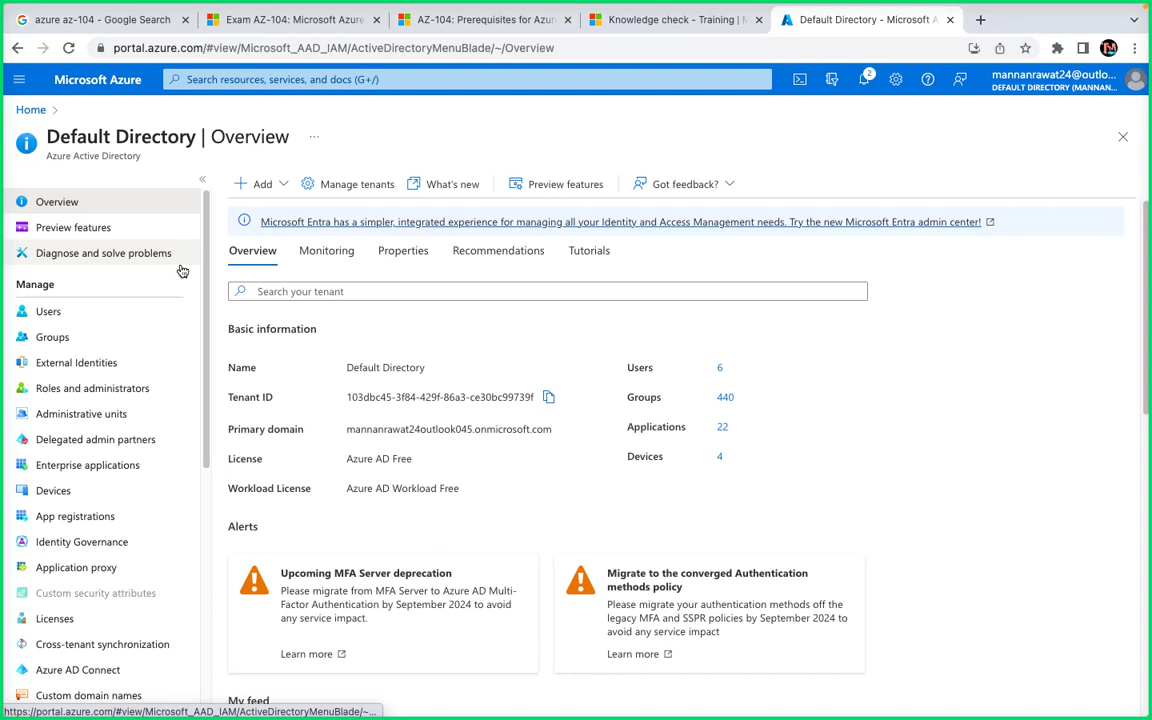 azure az-104 - Google Search
Exam AZ-104: Microsoft Azure
AZ-104: Prerequisites for Azur
Knowledge check - Training | M
Default Directory - Microsoft A
portal.azure.com/#view/Microsoft_AAD_IAM/ActiveDirectoryMenuBlade/~/Overview
Microsoft Azure
Search resources, services, and docs (G+/)
2
mannanrawat24@outlo...
DEFAULT DIRECTORY (MANNAN...
Home
Default Directory | Overview
...
Azure Active Directory
Add
Manage tenants
What's new
Preview features
Got feedback?
Microsoft Entra has a simpler, integrated experience for managing all your Identity and Access Management needs. Try the new Microsoft Entra admin center!
Overview
Preview features
Diagnose and solve problems
Manage
Users
Groups
External Identities
Roles and administrators
Administrative units
Delegated admin partners
Enterprise applications
Devices
App registrations
Identity Governance
Application proxy
Custom security attributes
Licenses
Cross-tenant synchronization
Azure AD Connect
Custom domain names
Overview
Monitoring
Properties
Recommendations
Tutorials
Search your tenant
Basic information
Name Default Directory Users 6
Tenant ID 103dbc45-3f84-429f-86a3-ce30bc99739f Groups 440
Primary domain mannanrawat24outlook045.onmicrosoft.com Applications 22
License Azure AD Free Devices 4
Workload License Azure AD Workload Free
Alerts
Upcoming MFA Server deprecation
Please migrate from MFA Server to Azure AD Multi-
Factor Authentication by September 2024 to avoid
any service impact.
Learn more
Migrate to the converged Authentication
methods policy
Please migrate your authentication methods off the
legacy MFA and SSPR policies by September 2024 to
avoid any service impact
Learn more
My feed
https://portal.azure.com/#view/Microsoft_AAD_IAM/ActiveDirectoryMenuBlade/~...